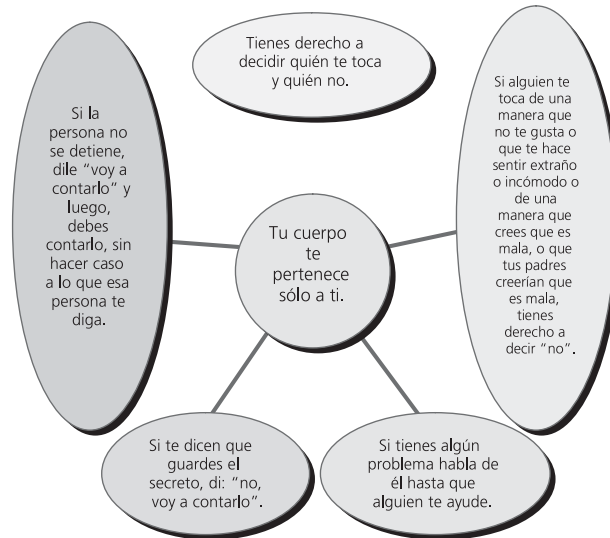 Tienes derecho a
decidir quién te toca
y quién no.
Si alguien te
toca de una
manera que
no te gusta o
que te hace
sentir extraño
o incómodo o
de una
manera que
crees que es
mala, o que
tus padres
creerían que
es mala,
tienes
derecho a
decir “no”.
Si la
persona no
se detiene,
dile “voy a
contarlo” y
luego,
debes
contarlo, sin
hacer caso
a lo que esa
persona te
diga.
Tu cuerpo
te
pertenece
sólo a ti.
Si te dicen que
guardes el
secreto, di: “no,
voy a contarlo”.
Si tienes algún
problema habla de
él hasta que
alguien te ayude.